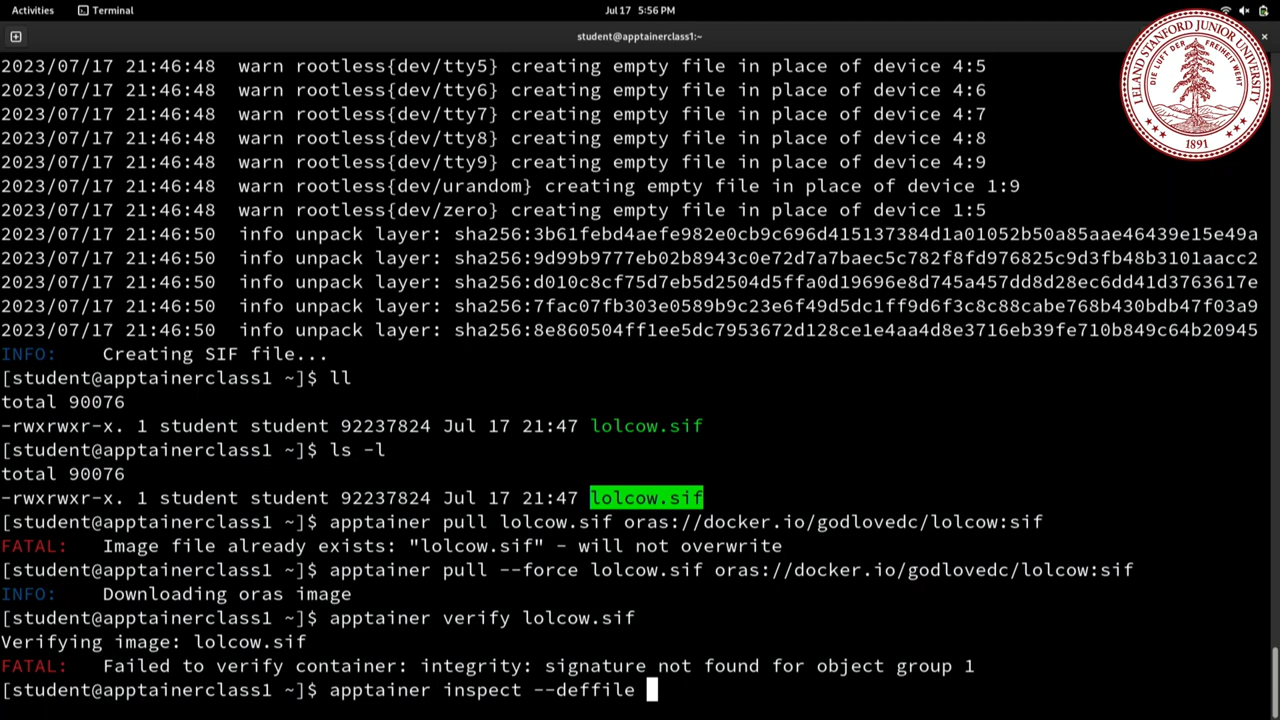 Activities
Terminal
Jul 17 5:56 PM
student@apptainerclass1:~
2023/07/17 21:46:48 warn rootless{dev/tty5} creating empty file in place of device 4:5
2023/07/17 21:46:48 warn rootless{dev/tty6} creating empty file in place of device 4:6
2023/07/17 21:46:48 warn rootless{dev/tty7} creating empty file in place of device 4:7
2023/07/17 21:46:48 warn rootless{dev/tty8} creating empty file in place of device 4:8
2023/07/17 21:46:48 warn rootless{dev/tty9} creating empty file in place of device 4:9
2023/07/17 21:46:48 warn rootless{dev/urandom} creating empty file in place of device 1:9
2023/07/17 21:46:48 warn rootless{dev/zero} creating empty file in place of device 1:5
2023/07/17 21:46:50 info unpack layer: sha256:3b61febd4aefe982e0cb9c696d415137384d1a01052b50a85aae46439e15e49a
2023/07/17 21:46:50 info unpack layer: sha256:9d99b9777eb02b8943c0e72d7a7baec5c782f8fd976825c9d3fb48b3101aacc2
2023/07/17 21:46:50 info unpack layer: sha256:d010c8cf75d7eb5d2504d5ffa0d19696e8d745a457dd8d28ec6dd41d3763617e
2023/07/17 21:46:50 info unpack layer: sha256:7fac07fb303e0589b9c23e6f49d5dc1ff9d6f3c8c88cabe768b430bdb47f03a9
2023/07/17 21:46:50 info unpack layer: sha256:8e860504ff1ee5dc7953672d128ce1e4aa4d8e3716eb39fe710b849c64b20945
INFO: Creating SIF file...
[student@apptainerclass1 ~]$ ll
total 90076
-rwxrwxr-x. 1 student student 92237824 Jul 17 21:47 lolcow.sif
[student@apptainerclass1 ~]$ ls -l
total 90076
-rwxrwxr-x. 1 student student 92237824 Jul 17 21:47 lolcow.sif
[student@apptainerclass1 ~]$ apptainer pull lolcow.sif oras://docker.io/godlovedc/lolcow:sif
FATAL: Image file already exists: "lolcow.sif" - will not overwrite
[student@apptainerclass1 ~]$ apptainer pull --force lolcow.sif oras://docker.io/godlovedc/lolcow:sif
INFO: Downloading oras image
[student@apptainerclass1 ~]$ apptainer verify lolcow.sif
Verifying image: lolcow.sif
FATAL: Failed to verify container: integrity: signature not found for object group 1
[student@apptainerclass1 ~]$ apptainer inspect --deffile
LELAND STANFORD JUNIOR UNIVERSITY
DIE LUFT DER FREIHEIT WEHT
1891